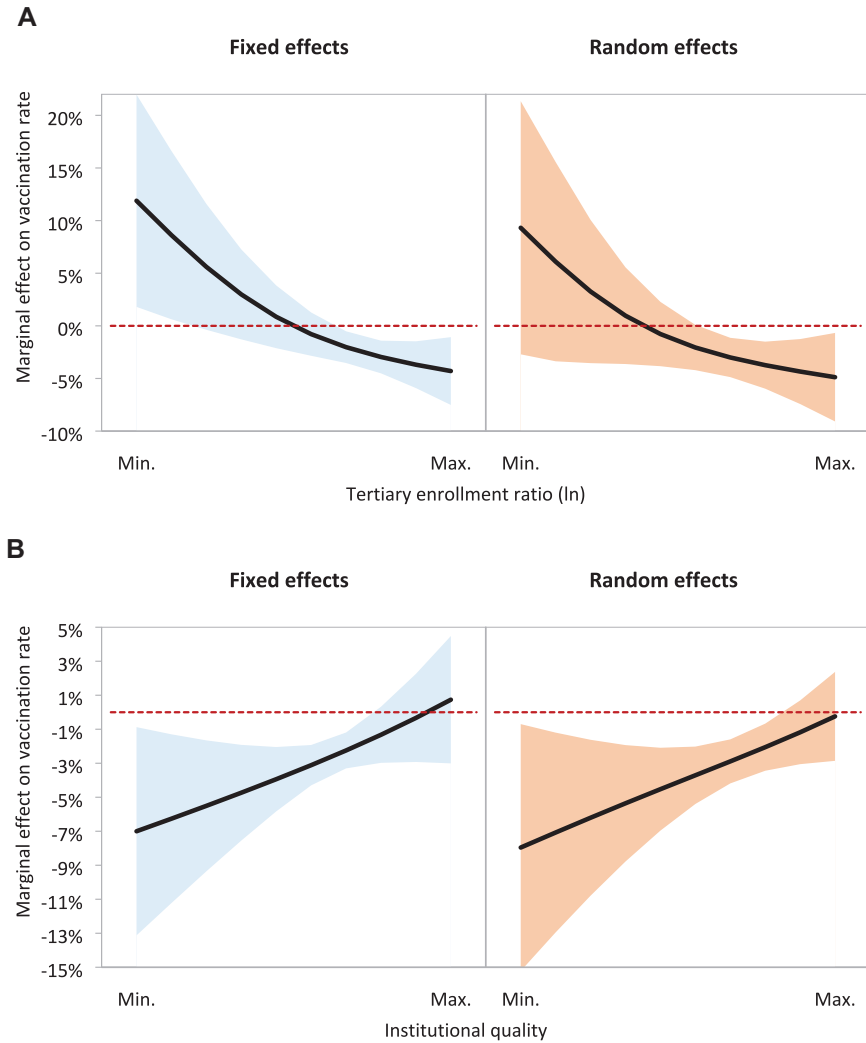 A
Fixed effects
Random effects
Marginal effect on vaccination rate
20%
15%
10%
5%
0%
-5%
-10%
Min.
Max.
Min.
Max.
Tertiary enrollment ratio (ln)
B
Fixed effects
Random effects
Marginal effect on vaccination rate
5%
3%
1%
-1%
-3%
-5%
-7%
-9%
-11%
-13%
-15%
Min.
Max.
Min.
Max.
Institutional quality